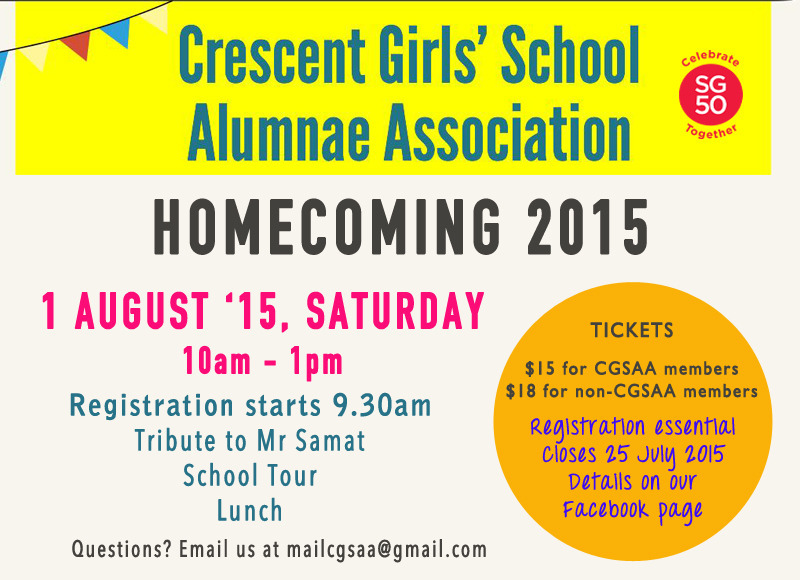 Crescent Girls' School
Alumnae Association
Celebrate
SG
50
Together
HOMECOMING 2015
1 AUGUST ‘15, SATURDAY
10am - 1pm
Registration starts 9.30am
Tribute to Mr Samat
School Tour
Lunch
Questions? Email us at mailcgsaa@gmail.com
TICKETS
$15 for CGSAA members
$18 for non-CGSAA members
Registration essential
Closes 25 July 2015
Details on our
Facebook page